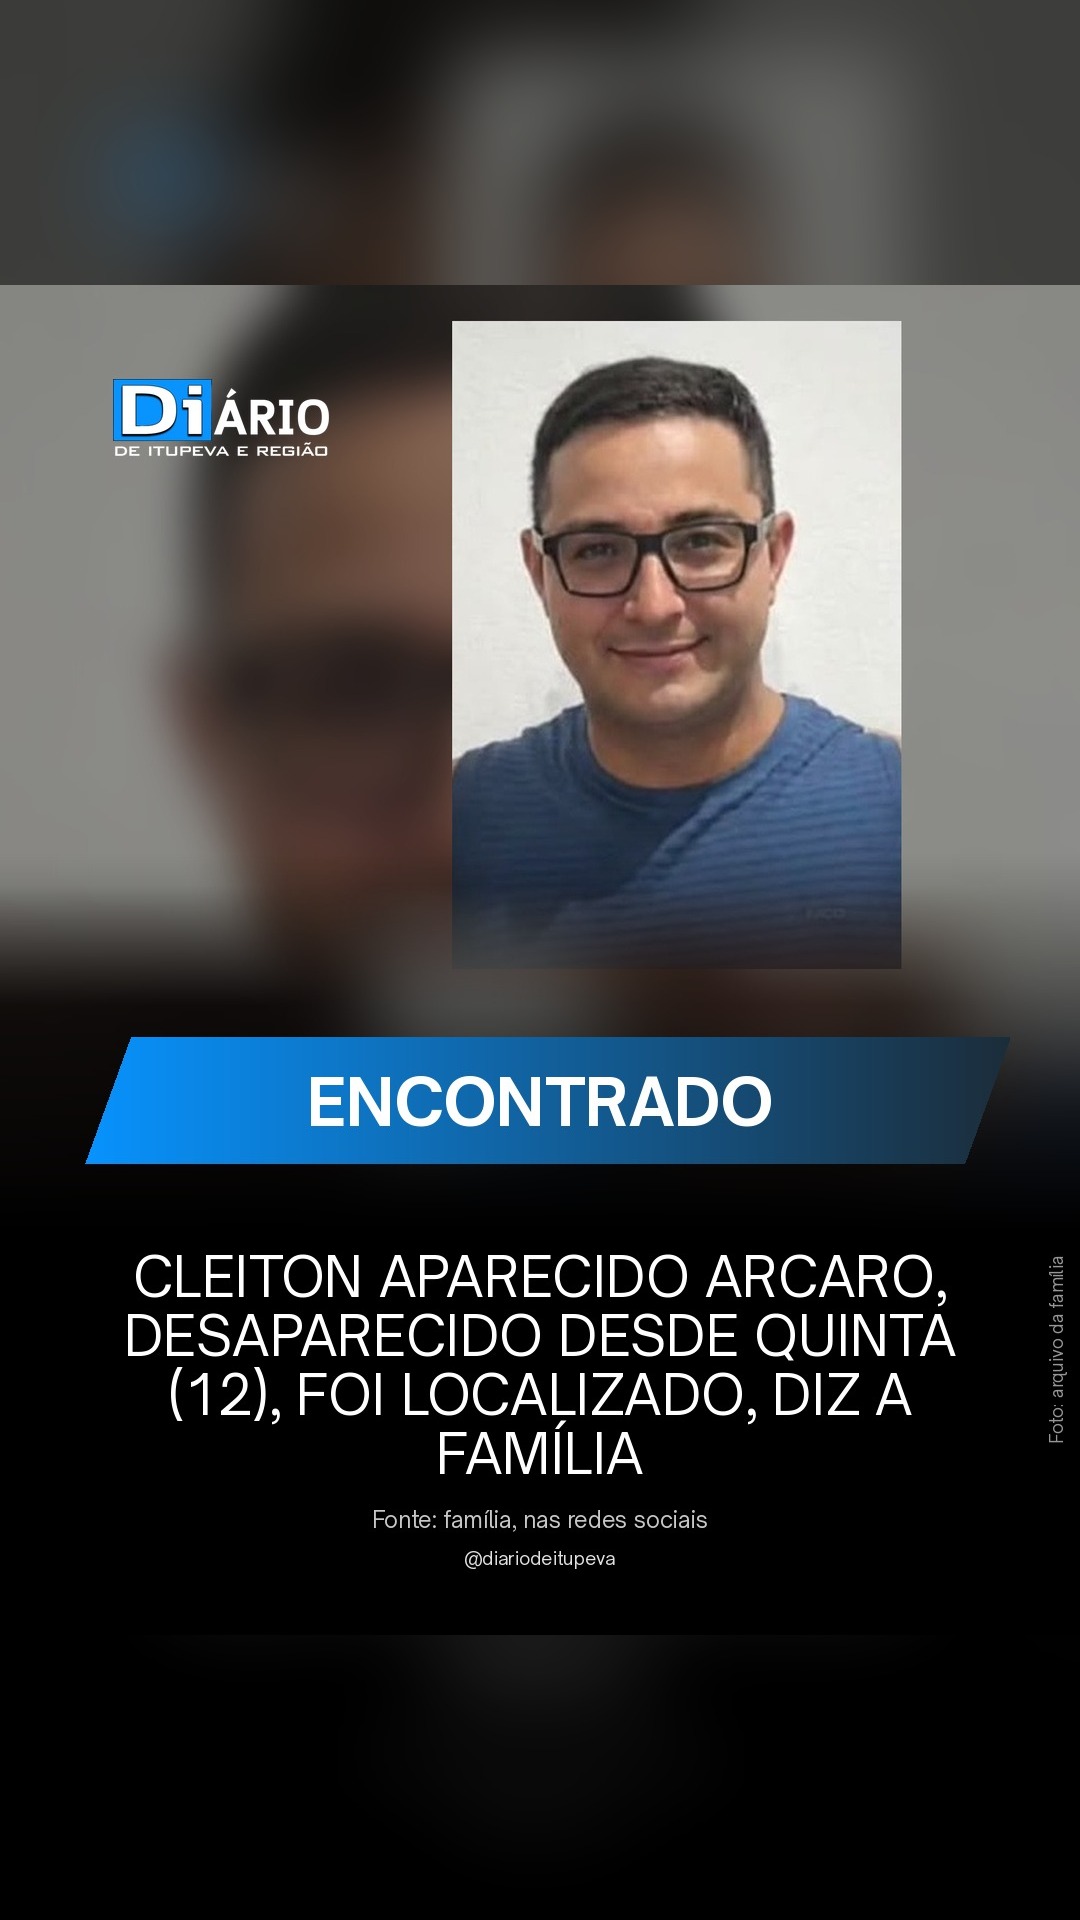 DiÁRIO
DE ITUPEVA E REGIÃO
ENCONTRADO
CLEITON APARECIDO ARCARO,
DESAPARECIDO DESDE QUINTA
(12), FOI LOCALIZADO, DIZ A
FAMÍLIA
Foto: arquivo da família
Fonte: família, nas redes sociais
@diariodeitupeva